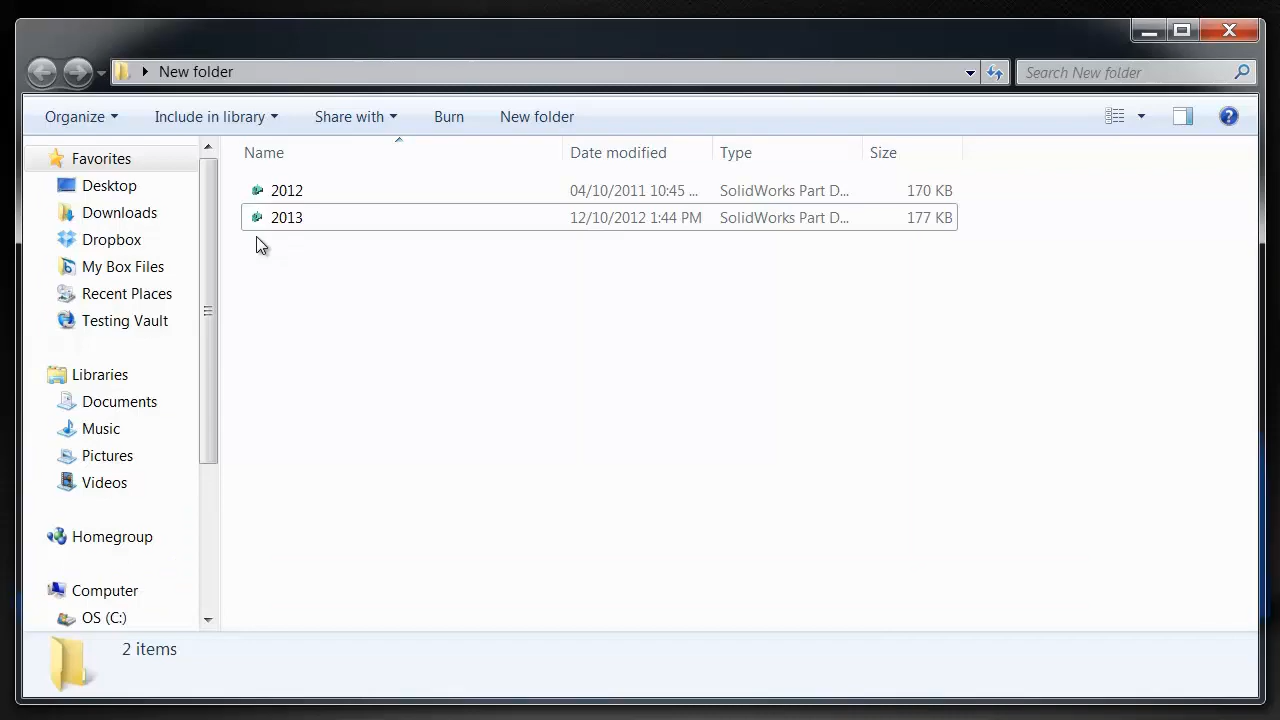 New folder
Search New folder
Organize Include in library Share with Burn New folder
Name Date modified Type Size
2012 04/10/2011 10:45 ... SolidWorks Part D... 170 KB
2013 12/10/2012 1:44 PM SolidWorks Part D... 177 KB
Favorites
Desktop
Downloads
Dropbox
My Box Files
Recent Places
Testing Vault
Libraries
Documents
Music
Pictures
Videos
Homegroup
Computer
OS (C:)
2 items